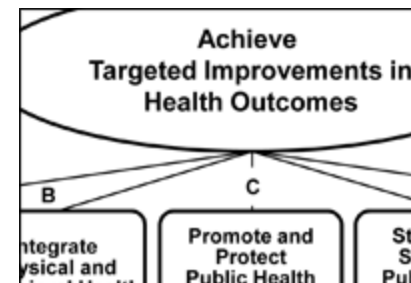 Achieve
Targeted Improvements in
Health Outcomes
B
C
ntegrate
ysical and
Promote and
Protect
Public Health
St
S
Pul